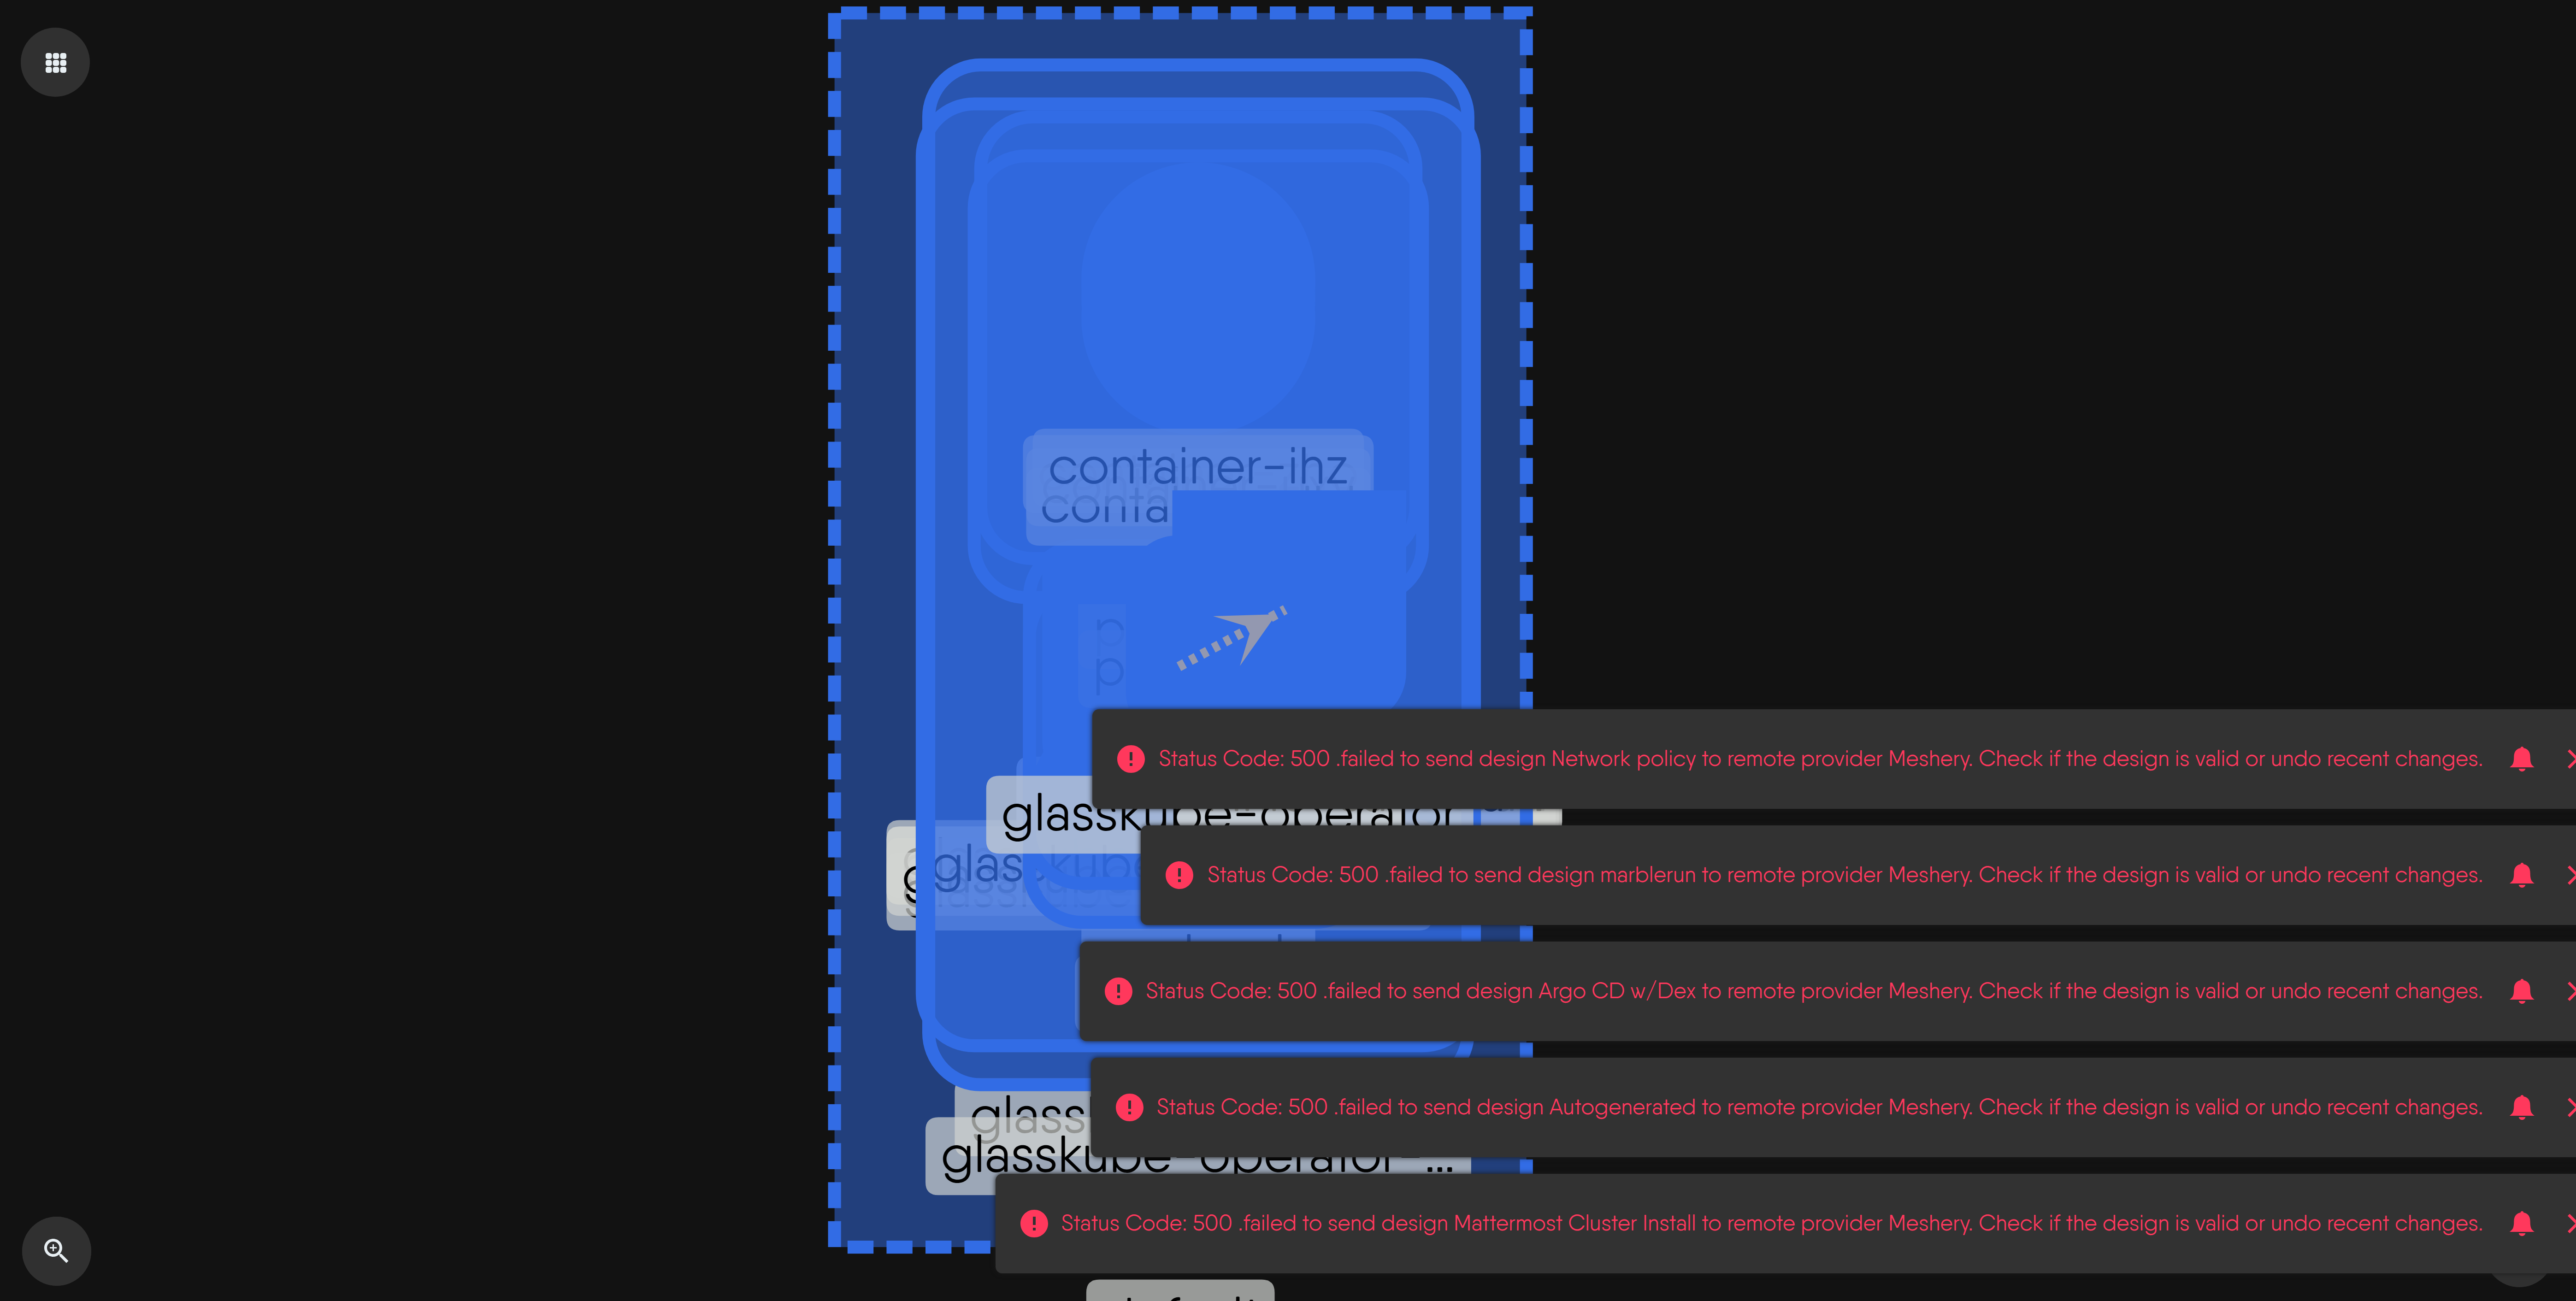 container-ihz
conta
p
p
Status Code: 500 .failed to send design Network policy to remote provider Meshery. Check if the design is valid or undo recent changes.
glasskube-operator
Status Code: 500 .failed to send design marblerun to remote provider Meshery. Check if the design is valid or undo recent changes.
glasskube
Status Code: 500 .failed to send design Argo CD w/Dex to remote provider Meshery. Check if the design is valid or undo recent changes.
Status Code: 500 .failed to send design Autogenerated to remote provider Meshery. Check if the design is valid or undo recent changes.
glass
glasskube-operator-...
Status Code: 500 .failed to send design Mattermost Cluster Install to remote provider Meshery. Check if the design is valid or undo recent changes.